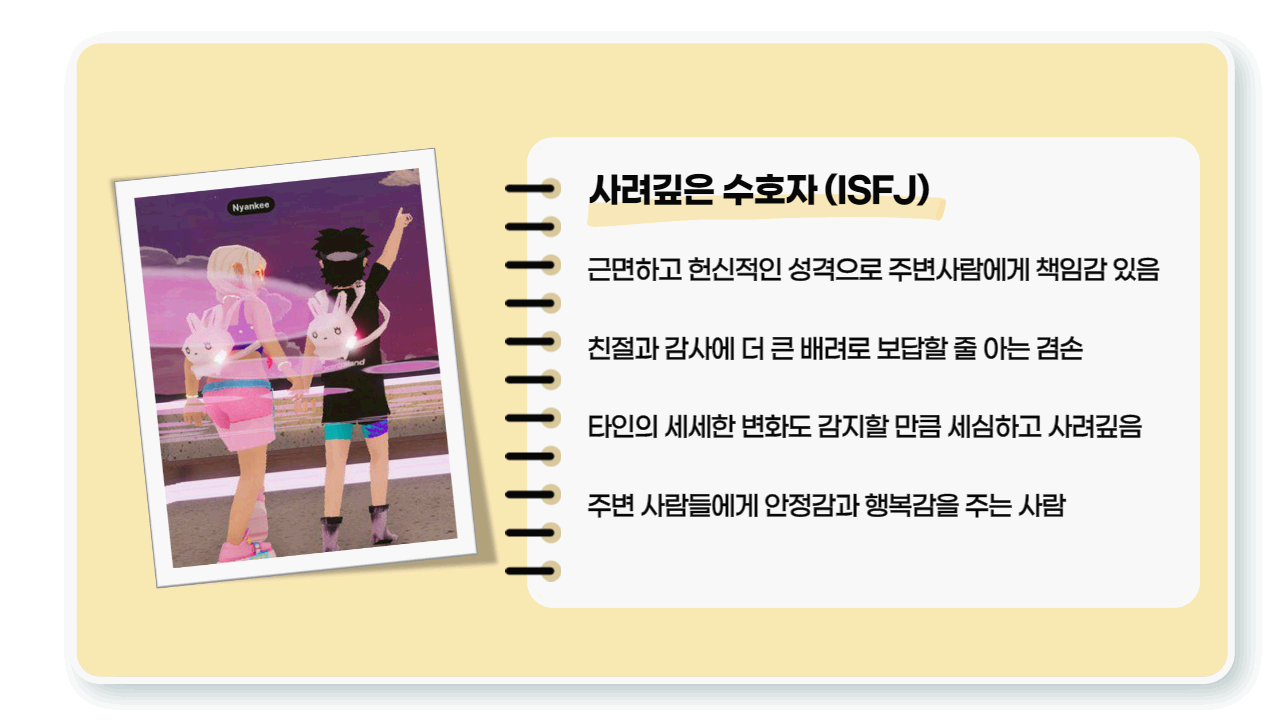 Nyankee
사려깊은 수호자 (ISFJ)
근면하고 헌신적인 성격으로 주변사람에게 책임감 있음
친절과 감사에 더 큰 배려로 보답할 줄 아는 겸손
타인의 세세한 변화도 감지할 만큼 세심하고 사려깊음
주변 사람들에게 안정감과 행복감을 주는 사람